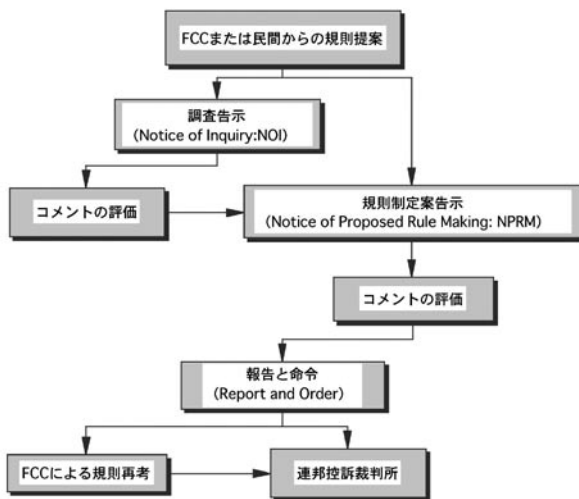 FCCまたは民間からの規則提案
調査告示
(Notice of Inquiry:NOI)
コメントの評価
規則制定案告示
(Notice of Proposed Rule Making: NPRM)
コメントの評価
報告と命令
(Report and Order)
FCCによる規則再考
連邦控訴裁判所